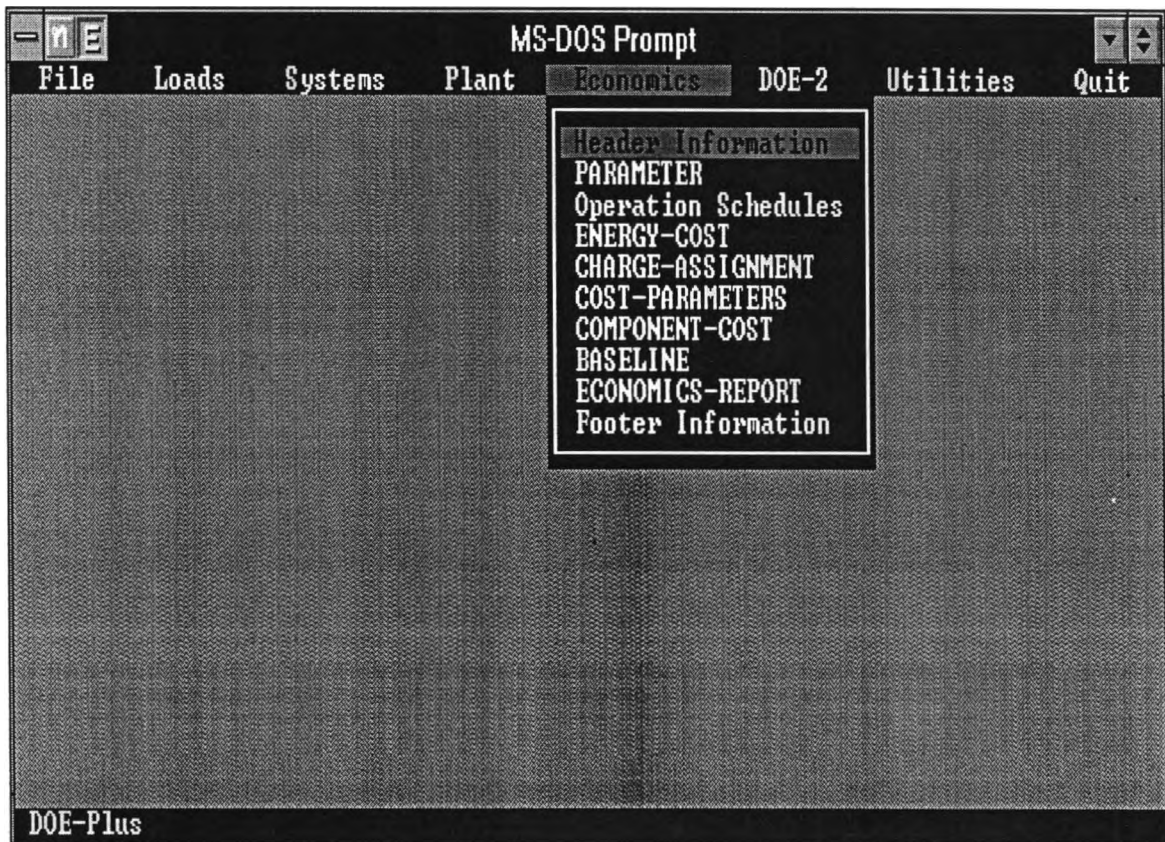 n E MS-DOS Prompt
File Loads Systems Plant Economics DOE-2 Utilities Quit
Header Information
PARAMETER
Operation Schedules
ENERGY-COST
CHARGE-ASSIGNMENT
COST-PARAMETERS
COMPONENT-COST
BASELINE
ECONOMICS-REPORT
Footer Information
DOE-Plus